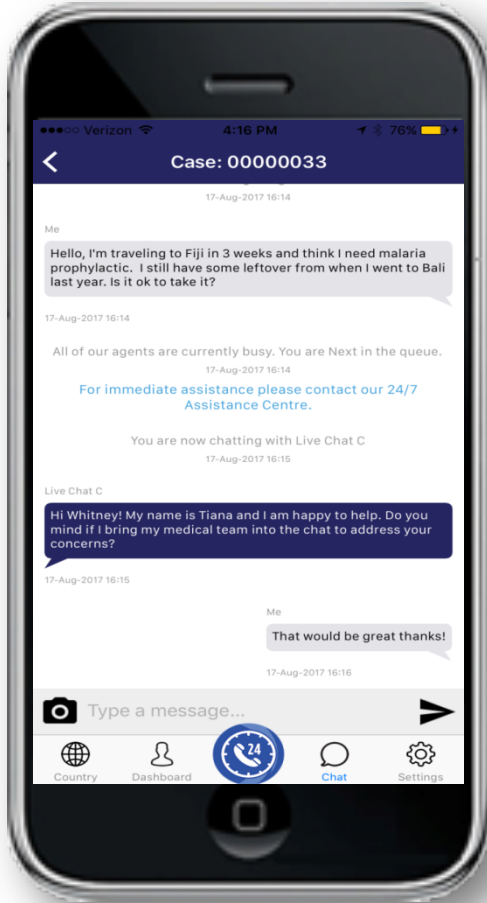 Verizon 4:16 PM 76%
Case: 00000033
17-Aug-2017 16:14
Me
Hello, I'm traveling to Fiji in 3 weeks and think I need malaria
prophylactic.  I still have some leftover from when I went to Bali
last year. Is it ok to take it?
17-Aug-2017 16:14
All of our agents are currently busy. You are Next in the queue.
17-Aug-2017 16:14
For immediate assistance please contact our 24/7
Assistance Centre.
You are now chatting with Live Chat C
17-Aug-2017 16:15
Live Chat C
Hi Whitney! My name is Tiana and I am happy to help. Do you
mind if I bring my medical team into the chat to address your
concerns?
17-Aug-2017 16:15
Me
That would be great thanks!
17-Aug-2017 16:16
Type a message...
24
Country Dashboard Chat Settings